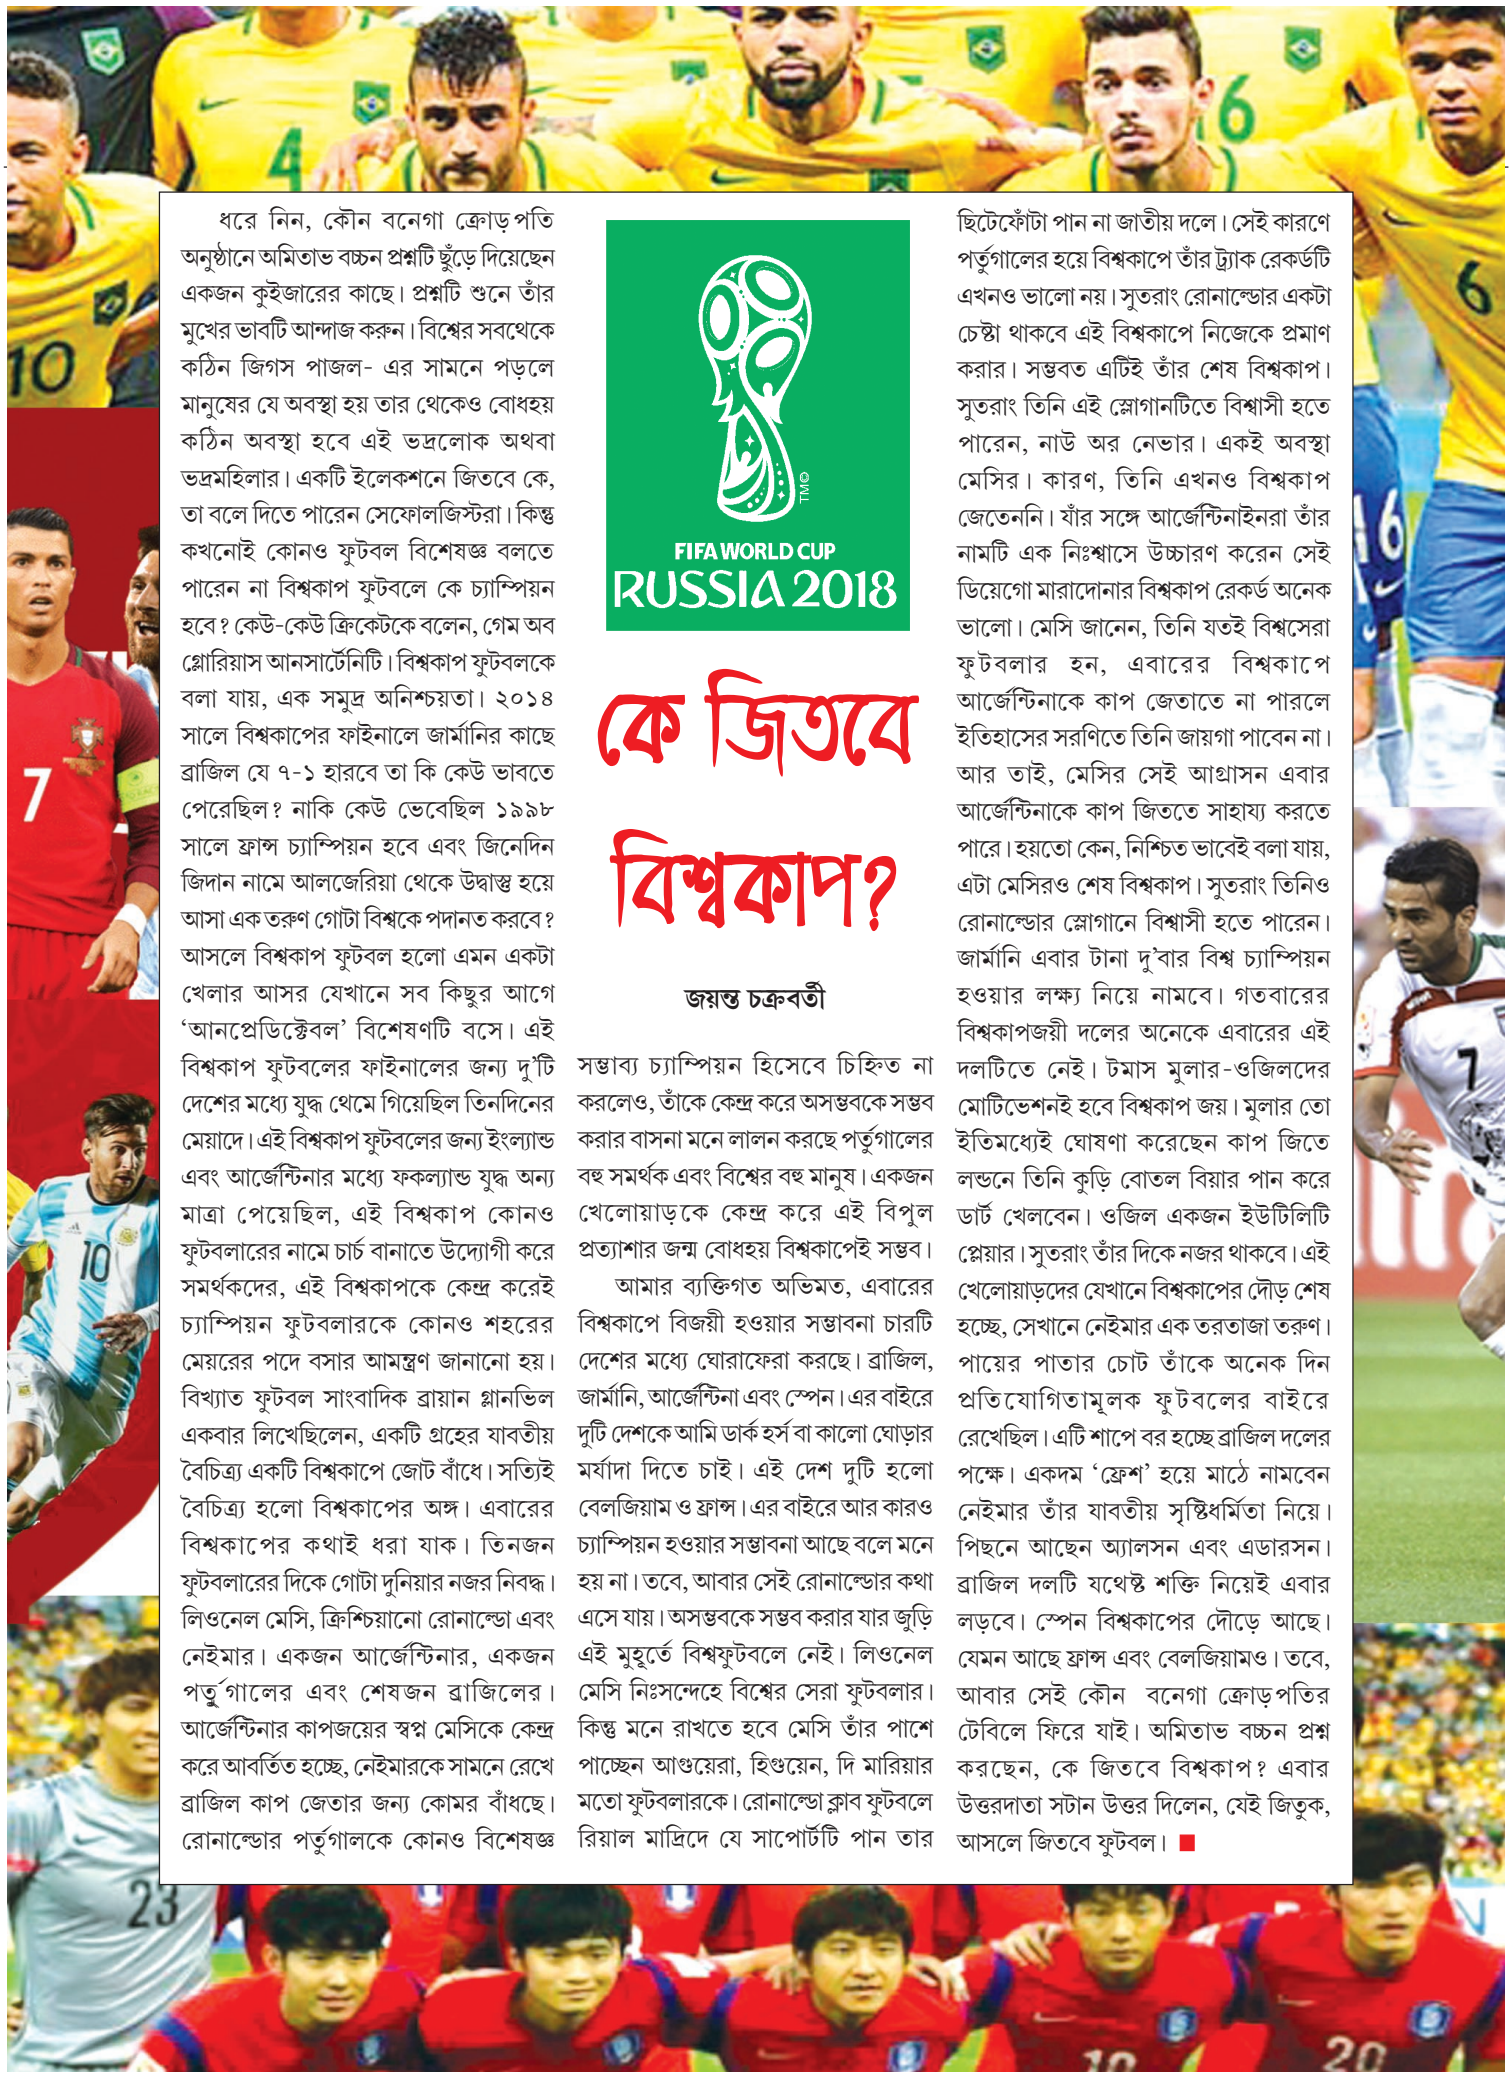 কে জিতবে
বিশ্বকাপ?
জয়ন্ত চক্রবর্তী
FIFA WORLD CUP
RUSSIA 2018
TM©
ধরে নিন, কৌন বনেগা ক্রোড়পতি
অনুষ্ঠানে অমিতাভ বচ্চন প্রশ্নটি ছুঁড়ে দিয়েছেন
একজন কুইজারের কাছে। প্রশ্নটি শুনে তাঁর
মুখের ভাবটি আন্দাজ করুন। বিশ্বের সবথেকে
কঠিন জিগস পাজল- এর সামনে পড়লে
মানুষের যে অবস্থা হয় তার থেকেও বোধহয়
কঠিন অবস্থা হবে এই ভদ্রলোক অথবা
ভদ্রমহিলার। একটি ইলেকশনে জিতবে কে,
তা বলে দিতে পারেন সেফোলজিস্টরা। কিন্তু
কখনোই কোনও ফুটবল বিশেষজ্ঞ বলতে
পারেন না বিশ্বকাপ ফুটবলে কে চ্যাম্পিয়ন
হবে? কেউ-কেউ ক্রিকেটকে বলেন, গেম অব
গ্লোরিয়াস আনসার্টেনিটি। বিশ্বকাপ ফুটবলকে
বলা যায়, এক সমুদ্র অনিশ্চয়তা। ২০১৪
সালে বিশ্বকাপের ফাইনালে জার্মানির কাছে
ব্রাজিল যে ৭-১ হারবে তা কি কেউ ভাবতে
পেরেছিল? নাকি কেউ ভেবেছিল ১৯৯৮
সালে ফ্রান্স চ্যাম্পিয়ন হবে এবং জিনেদিন
জিদান নামে আলজেরিয়া থেকে উদ্বাস্তু হয়ে
আসা এক তরুণ গোটা বিশ্বকে পদানত করবে?
আসলে বিশ্বকাপ ফুটবল হলো এমন একটা
খেলার আসর যেখানে সব কিছুর আগে
‘আনপ্রেডিক্টেবল’ বিশেষণটি বসে। এই
বিশ্বকাপ ফুটবলের ফাইনালের জন্য দু’টি
দেশের মধ্যে যুদ্ধ থেমে গিয়েছিল তিনদিনের
মেয়াদে। এই বিশ্বকাপ ফুটবলের জন্য ইংল্যান্ড
এবং আর্জেন্টিনার মধ্যে ফকল্যান্ড যুদ্ধ অন্য
মাত্রা পেয়েছিল, এই বিশ্বকাপ কোনও
ফুটবলারের নামে চার্চ বানাতে উদ্যোগী করে
সমর্থকদের, এই বিশ্বকাপকে কেন্দ্র করেই
চ্যাম্পিয়ন ফুটবলারকে কোনও শহরের
মেয়রের পদে বসার আমন্ত্রণ জানানো হয়।
বিখ্যাত ফুটবল সাংবাদিক ব্রায়ান গ্লানভিল
একবার লিখেছিলেন, একটি গ্রহের যাবতীয়
বৈচিত্র্য একটি বিশ্বকাপে জোট বাঁধে। সত্যিই
বৈচিত্র্য হলো বিশ্বকাপের অঙ্গ। এবারের
বিশ্বকাপের কথাই ধরা যাক। তিনজন
ফুটবলারের দিকে গোটা দুনিয়ার নজর নিবদ্ধ।
লিওনেল মেসি, ক্রিশ্চিয়ানো রোনাল্ডো এবং
নেইমার। একজন আর্জেন্টিনার, একজন
পর্তুগালের এবং শেষজন ব্রাজিলের।
আর্জেন্টিনার কাপজয়ের স্বপ্ন মেসিকে কেন্দ্র
করে আবর্তিত হচ্ছে, নেইমারকে সামনে রেখে
ব্রাজিল কাপ জেতার জন্য কোমর বাঁধছে।
রোনাল্ডোর পর্তুগালকে কোনও বিশেষজ্ঞ
সম্ভাব্য চ্যাম্পিয়ন হিসেবে চিহ্নিত না
করলেও, তাঁকে কেন্দ্র করে অসম্ভবকে সম্ভব
করার বাসনা মনে লালন করছে পর্তুগালের
বহু সমর্থক এবং বিশ্বের বহু মানুষ। একজন
খেলোয়াড়কে কেন্দ্র করে এই বিপুল
প্রত্যাশার জন্ম বোধহয় বিশ্বকাপেই সম্ভব।
আমার ব্যক্তিগত অভিমত, এবারের
বিশ্বকাপে বিজয়ী হওয়ার সম্ভাবনা চারটি
দেশের মধ্যে ঘোরাফেরা করছে। ব্রাজিল,
জার্মানি, আর্জেন্টিনা এবং স্পেন। এর বাইরে
দুটি দেশকে আমি ডার্ক হর্স বা কালো ঘোড়ার
মর্যাদা দিতে চাই। এই দেশ দুটি হলো
বেলজিয়াম ও ফ্রান্স। এর বাইরে আর কারও
চ্যাম্পিয়ন হওয়ার সম্ভাবনা আছে বলে মনে
হয় না। তবে, আবার সেই রোনাল্ডোর কথা
এসে যায়। অসম্ভবকে সম্ভব করার যার জুড়ি
এই মুহূর্তে বিশ্বফুটবলে নেই। লিওনেল
মেসি নিঃসন্দেহে বিশ্বের সেরা ফুটবলার।
কিন্তু মনে রাখতে হবে মেসি তাঁর পাশে
পাচ্ছেন আগুয়েরা, হিগুয়েন, দি মারিয়ার
মতো ফুটবলারকে। রোনাল্ডো ক্লাব ফুটবলে
রিয়াল মাদ্রিদে যে সাপোর্টটি পান তার
ছিটেফোঁটা পান না জাতীয় দলে। সেই কারণে
পর্তুগালের হয়ে বিশ্বকাপে তাঁর ট্র্যাক রেকর্ডটি
এখনও ভালো নয়। সুতরাং রোনাল্ডোর একটা
চেষ্টা থাকবে এই বিশ্বকাপে নিজেকে প্রমাণ
করার। সম্ভবত এটিই তাঁর শেষ বিশ্বকাপ।
সুতরাং তিনি এই স্লোগানটিতে বিশ্বাসী হতে
পারেন, নাউ অর নেভার। একই অবস্থা
মেসির। কারণ, তিনি এখনও বিশ্বকাপ
জেতেননি। যাঁর সঙ্গে আর্জেন্টিনাইনরা তাঁর
নামটি এক নিঃশ্বাসে উচ্চারণ করেন সেই
ডিয়েগো মারাদোনার বিশ্বকাপ রেকর্ড অনেক
ভালো। মেসি জানেন, তিনি যতই বিশ্বসেরা
ফুটবলার হন, এবারের বিশ্বকাপে
আর্জেন্টিনাকে কাপ জেতাতে না পারলে
ইতিহাসের সরণিতে তিনি জায়গা পাবেন না।
আর তাই, মেসির সেই আগ্রাসন এবার
আর্জেন্টিনাকে কাপ জিততে সাহায্য করতে
পারে। হয়তো কেন, নিশ্চিত ভাবেই বলা যায়,
এটা মেসিরও শেষ বিশ্বকাপ। সুতরাং তিনিও
রোনাল্ডোর স্লোগানে বিশ্বাসী হতে পারেন।
জার্মানি এবার টানা দু’বার বিশ্ব চ্যাম্পিয়ন
হওয়ার লক্ষ্য নিয়ে নামবে। গতবারের
বিশ্বকাপজয়ী দলের অনেকে এবারের এই
দলটিতে নেই। টমাস মুলার-ওজিলদের
মোটিভেশনই হবে বিশ্বকাপ জয়। মুলার তো
ইতিমধ্যেই ঘোষণা করেছেন কাপ জিতে
লন্ডনে তিনি কুড়ি বোতল বিয়ার পান করে
ডার্ট খেলবেন। ওজিল একজন ইউটিলিটি
প্লেয়ার। সুতরাং তাঁর দিকে নজর থাকবে। এই
খেলোয়াড়দের যেখানে বিশ্বকাপের দৌড় শেষ
হচ্ছে, সেখানে নেইমার এক তরতাজা তরুণ।
পায়ের পাতার চোট তাঁকে অনেক দিন
প্রতিযোগিতামূলক ফুটবলের বাইরে
রেখেছিল। এটি শাপে বর হচ্ছে ব্রাজিল দলের
পক্ষে। একদম ‘ফ্রেশ’ হয়ে মাঠে নামবেন
নেইমার তাঁর যাবতীয় সৃষ্টিধর্মিতা নিয়ে।
পিছনে আছেন অ্যালসন এবং এডারসন।
ব্রাজিল দলটি যথেষ্ট শক্তি নিয়েই এবার
লড়বে। স্পেন বিশ্বকাপের দৌড়ে আছে।
যেমন আছে ফ্রান্স এবং বেলজিয়ামও। তবে,
আবার সেই কৌন বনেগা ক্রোড়পতির
টেবিলে ফিরে যাই। অমিতাভ বচ্চন প্রশ্ন
করছেন, কে জিতবে বিশ্বকাপ? এবার
উত্তরদাতা সটান উত্তর দিলেন, যেই জিতুক,
আসলে জিতবে ফুটবল।
4
6
6
10
16
7
7
10
23
10
20